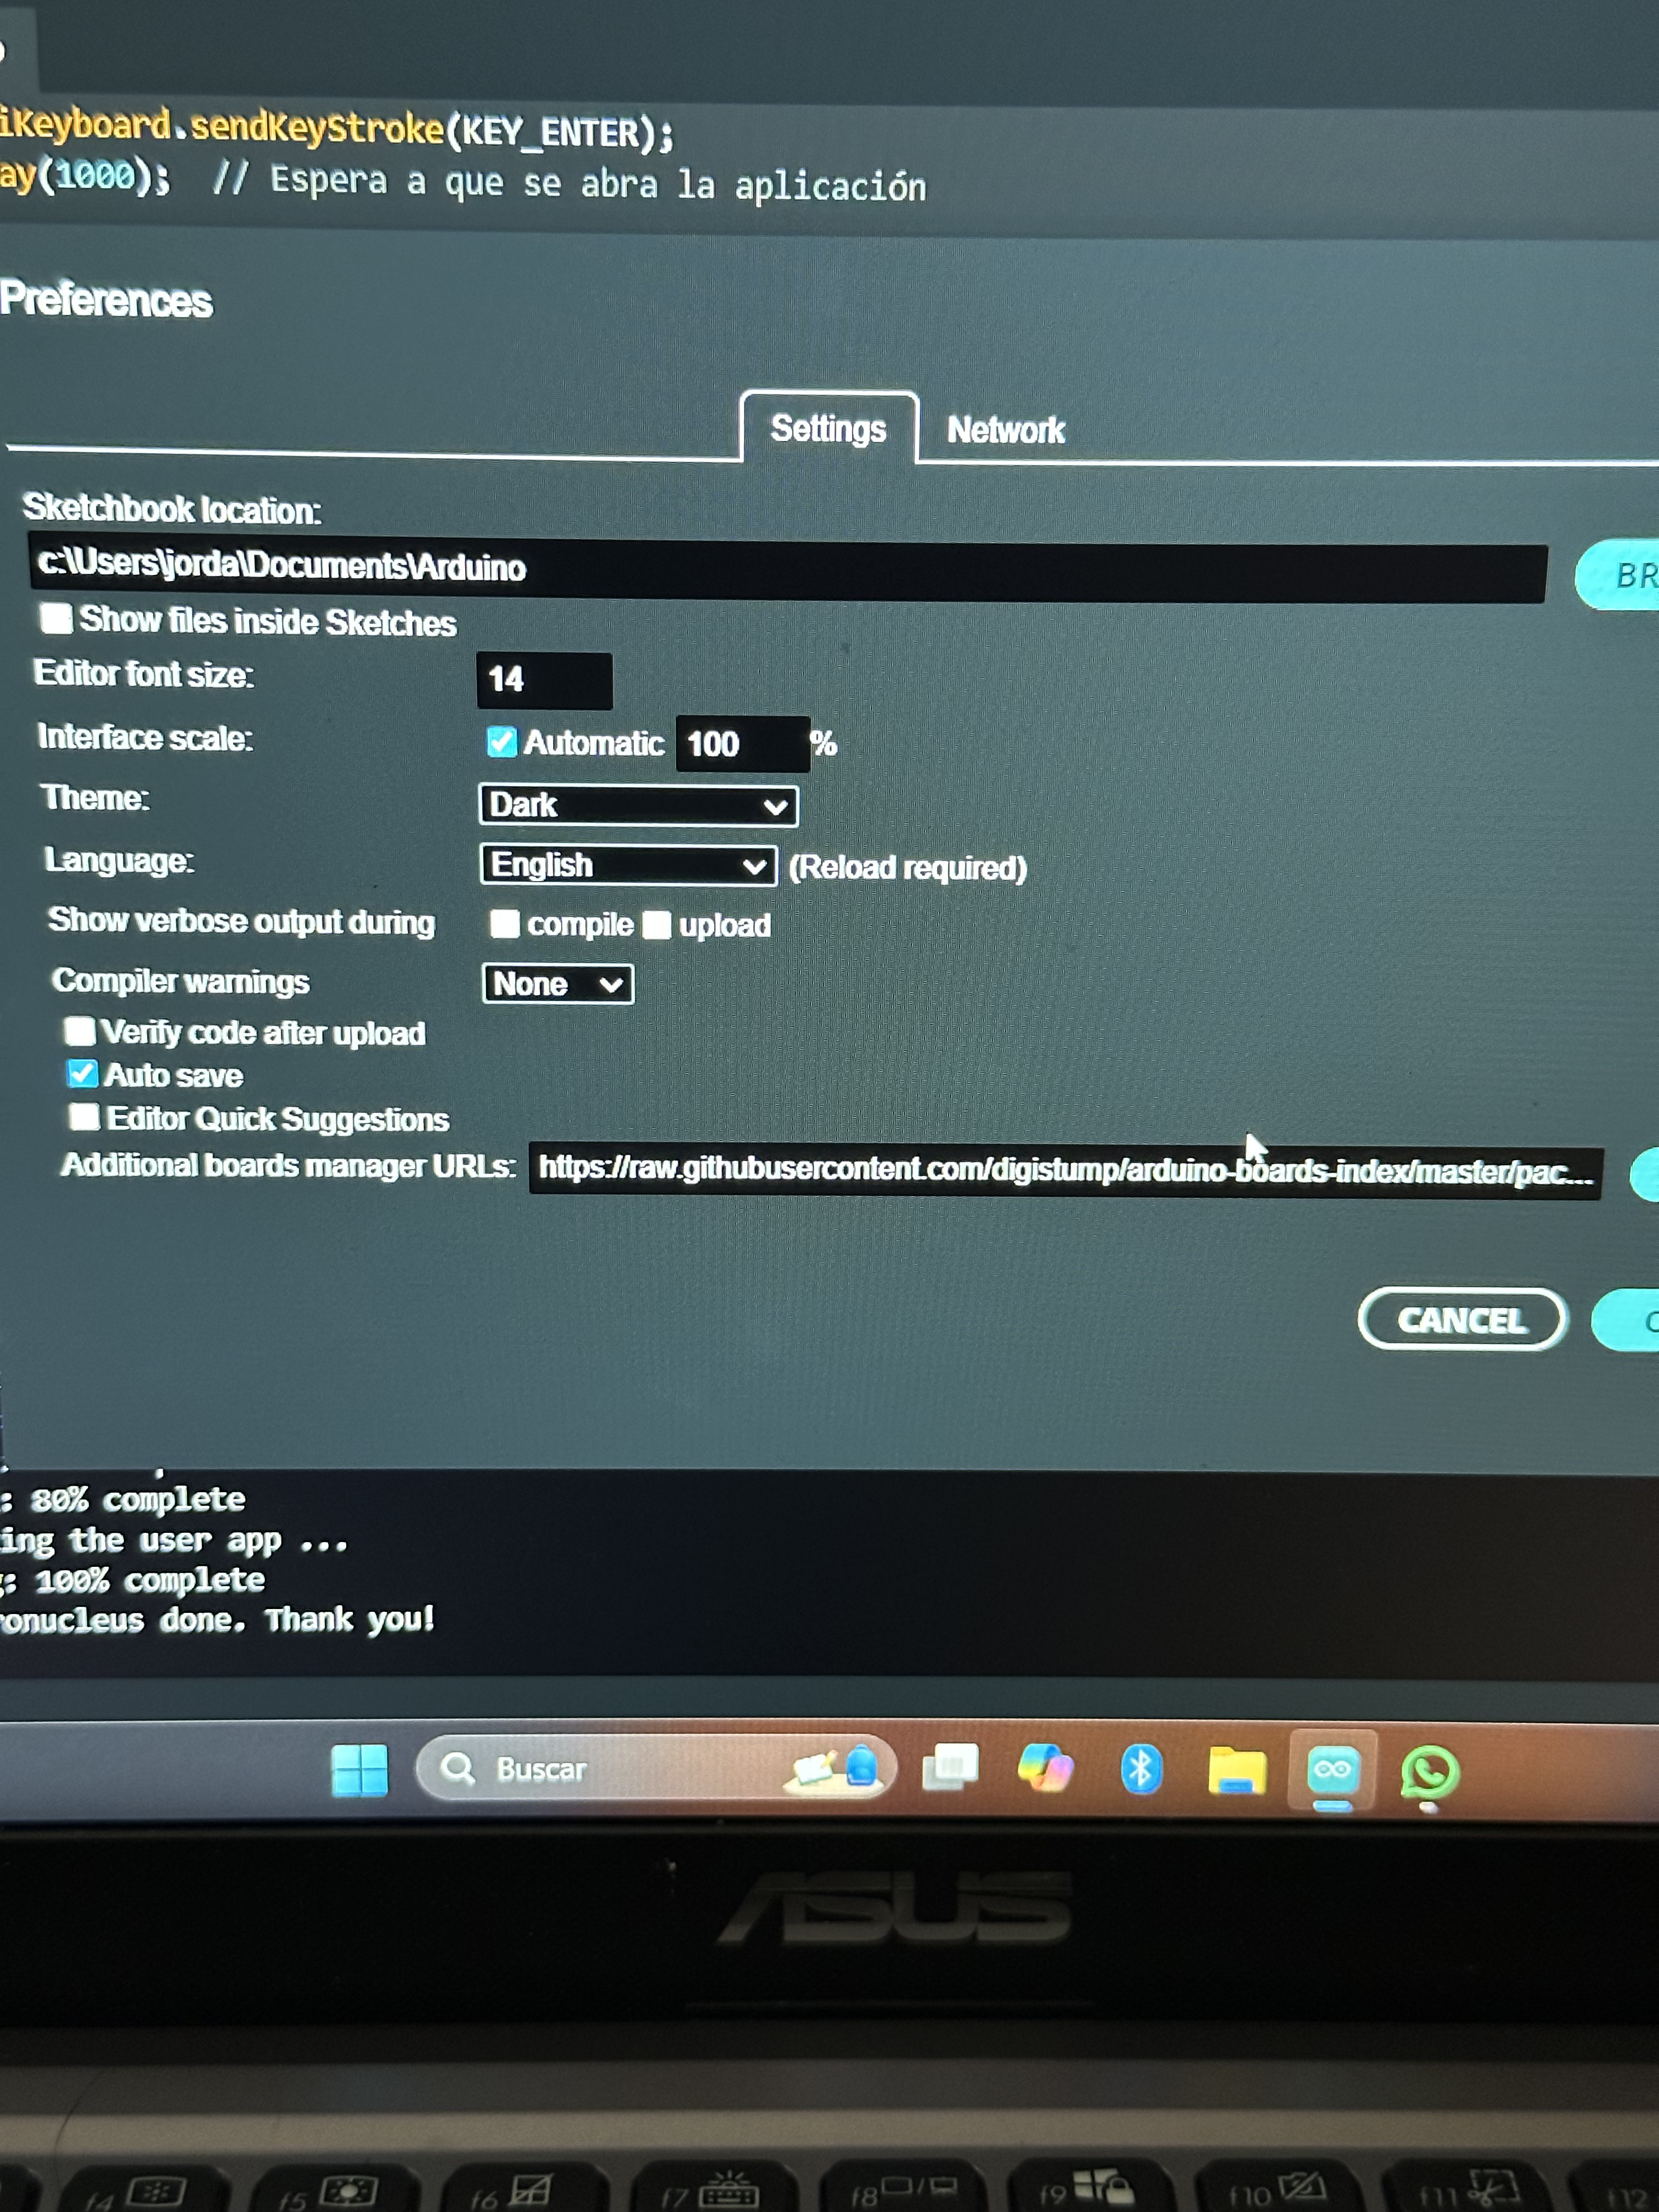 iKeyboard.sendKeyStroke(KEY_ENTER);
ay(1000);  // Espera a que se abra la aplicación
Preferences
Settings Network
Sketchbook location:
c:\Users\jorda\Documents\Arduino
BR
Show files inside Sketches
Editor font size: 14
Interface scale: Automatic 100 %
Theme: Dark
Language: English (Reload required)
Show verbose output during compile upload
Compiler warnings None
Verify code after upload
Auto save
Editor Quick Suggestions
Additional boards manager URLs: https://raw.githubusercontent.com/digistump/arduino-boards-index/master/pac...
CANCEL
: 80% complete
ing the user app ...
g: 100% complete
ronucleus done. Thank you!
Buscar
ASUS
f4 f5 f6 f7 f8 f9 f10 f11 f12